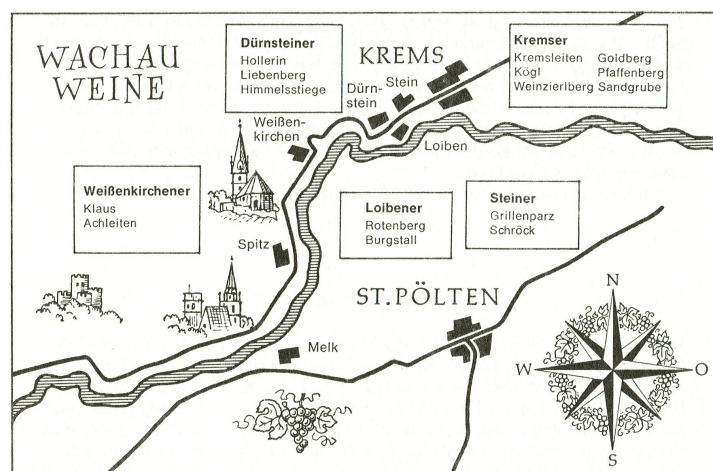 WACHAU
WEINE
Dürnsteiner
Hollerin
Liebenberg
Himmelsstiege
KREMS
Kremser
Kremsleiten Goldberg
Kögl Pfaffenberg
Weinzierlberg Sandgrube
Stein
Dürn-
stein
Weißen-
kirchen
Loiben
Weißenkirchener
Klaus
Achleiten
Loibener
Rotenberg
Burgstall
Steiner
Grillenparz
Schröck
Spitz
ST. PÖLTEN
Melk
N
W
O
S